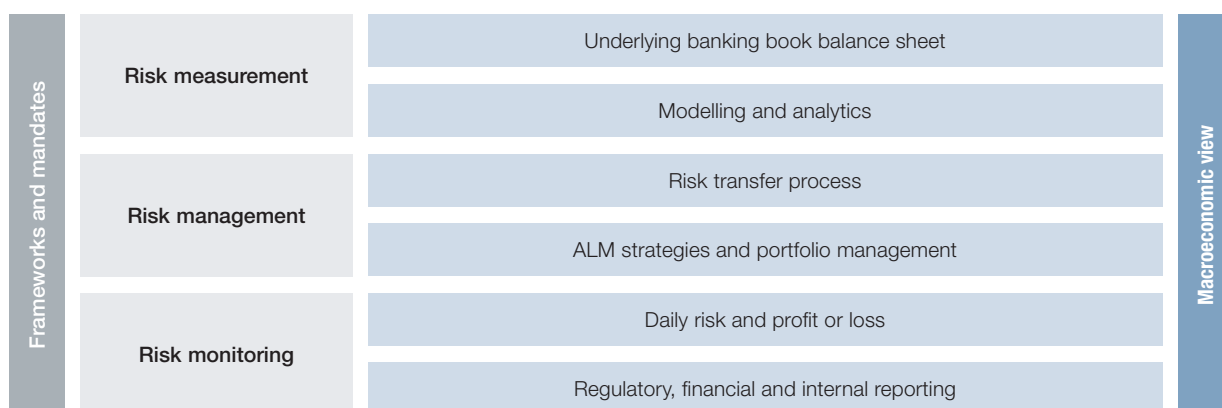 Frameworks and mandates
Risk measurement
Underlying banking book balance sheet
Modelling and analytics
Risk management
Risk transfer process
ALM strategies and portfolio management
Risk monitoring
Daily risk and profit or loss
Regulatory, financial and internal reporting
Macroeconomic view